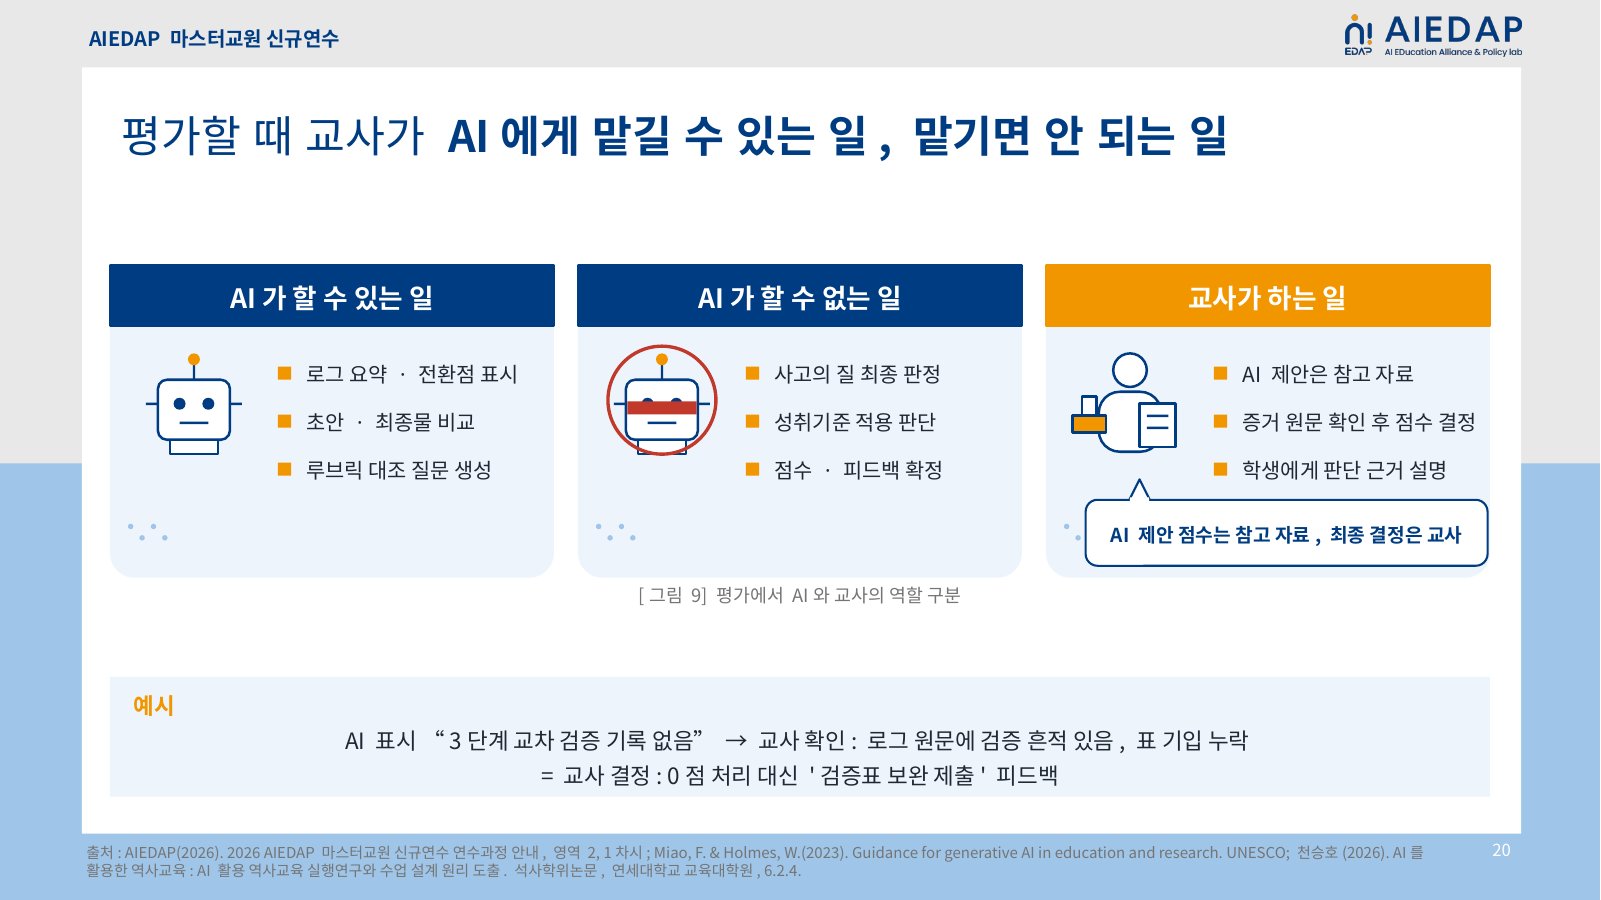 AIEDAP 마스터교원 신규연수
AIEDAP
EDAP
AI EDucation Alliance & Policy lab
평가할 때 교사가 AI 에게 맡길 수 있는 일 , 맡기면 안 되는 일
AI 가 할 수 있는 일
로그 요약 · 전환점 표시
초안 · 최종물 비교
루브릭 대조 질문 생성
AI 가 할 수 없는 일
사고의 질 최종 판정
성취기준 적용 판단
점수 · 피드백 확정
교사가 하는 일
AI 제안은 참고 자료
증거 원문 확인 후 점수 결정
학생에게 판단 근거 설명
AI 제안 점수는 참고 자료 , 최종 결정은 교사
[ 그림 9] 평가에서 AI 와 교사의 역할 구분
예시
AI 표시 “ 3 단계 교차 검증 기록 없음” → 교사 확인 : 로그 원문에 검증 흔적 있음 , 표 기입 누락
= 교사 결정 : 0 점 처리 대신 ' 검증표 보완 제출 ' 피드백
출처 : AIEDAP(2026). 2026 AIEDAP 마스터교원 신규연수 연수과정 안내 , 영역 2, 1 차시 ; Miao, F. & Holmes, W.(2023). Guidance for generative AI in education and research. UNESCO; 천승호 (2026). AI 를
활용한 역사교육 : AI 활용 역사교육 실행연구와 수업 설계 원리 도출 . 석사학위논문 , 연세대학교 교육대학원 , 6.2.4.
20